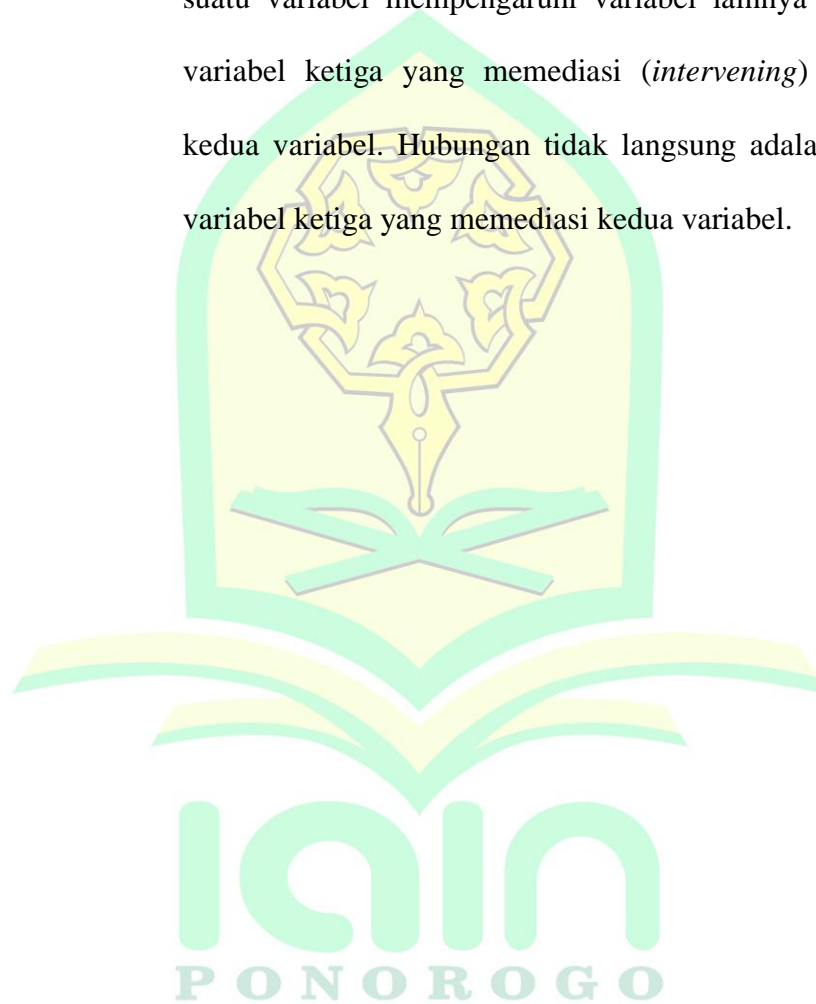 suatu variabel mempengaruhi variabel lainnya
variabel ketiga yang memediasi (intervening)
kedua variabel. Hubungan tidak langsung
variabel ketiga yang memediasi kedua variabel.
IAIN
PONOROGO